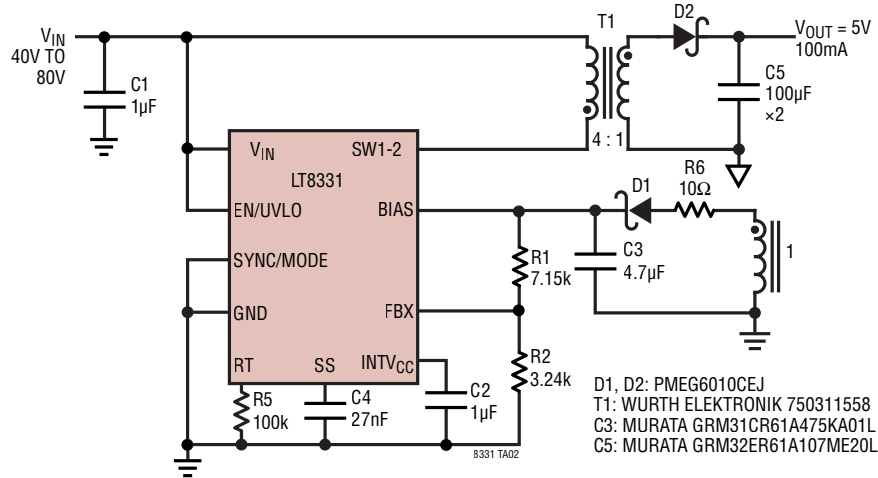 VIN
40V TO
80V
C1
1µF
T1
4 : 1
D2
VOUT = 5V
100mA
C5
100µF
×2
VIN
SW1-2
LT8331
EN/UVLO
BIAS
SYNC/MODE
GND
FBX
RT
SS
INTVCC
D1
R6
10Ω
R1
7.15k
C3
4.7µF
1
R2
3.24k
R5
100k
C4
27nF
C2
1µF
8331 TA02
D1, D2: PMEG6010CEJ
T1: WURTH ELEKTRONIK 750311558
C3: MURATA GRM31CR61A475KA01L
C5: MURATA GRM32ER61A107ME20L